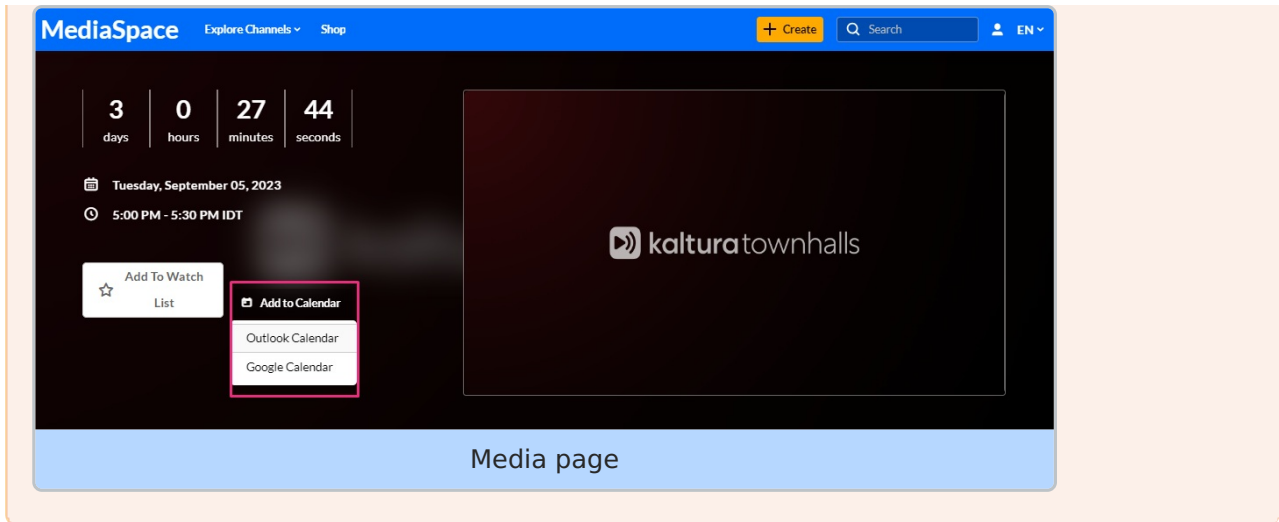 MediaSpace Explore Channels Shop + Create Search EN
3 0 27 44
days hours minutes seconds
Tuesday, September 05, 2023
5:00 PM - 5:30 PM IDT
kaltura townhalls
Add To Watch
List
Add to Calendar
Outlook Calendar
Google Calendar
Media page